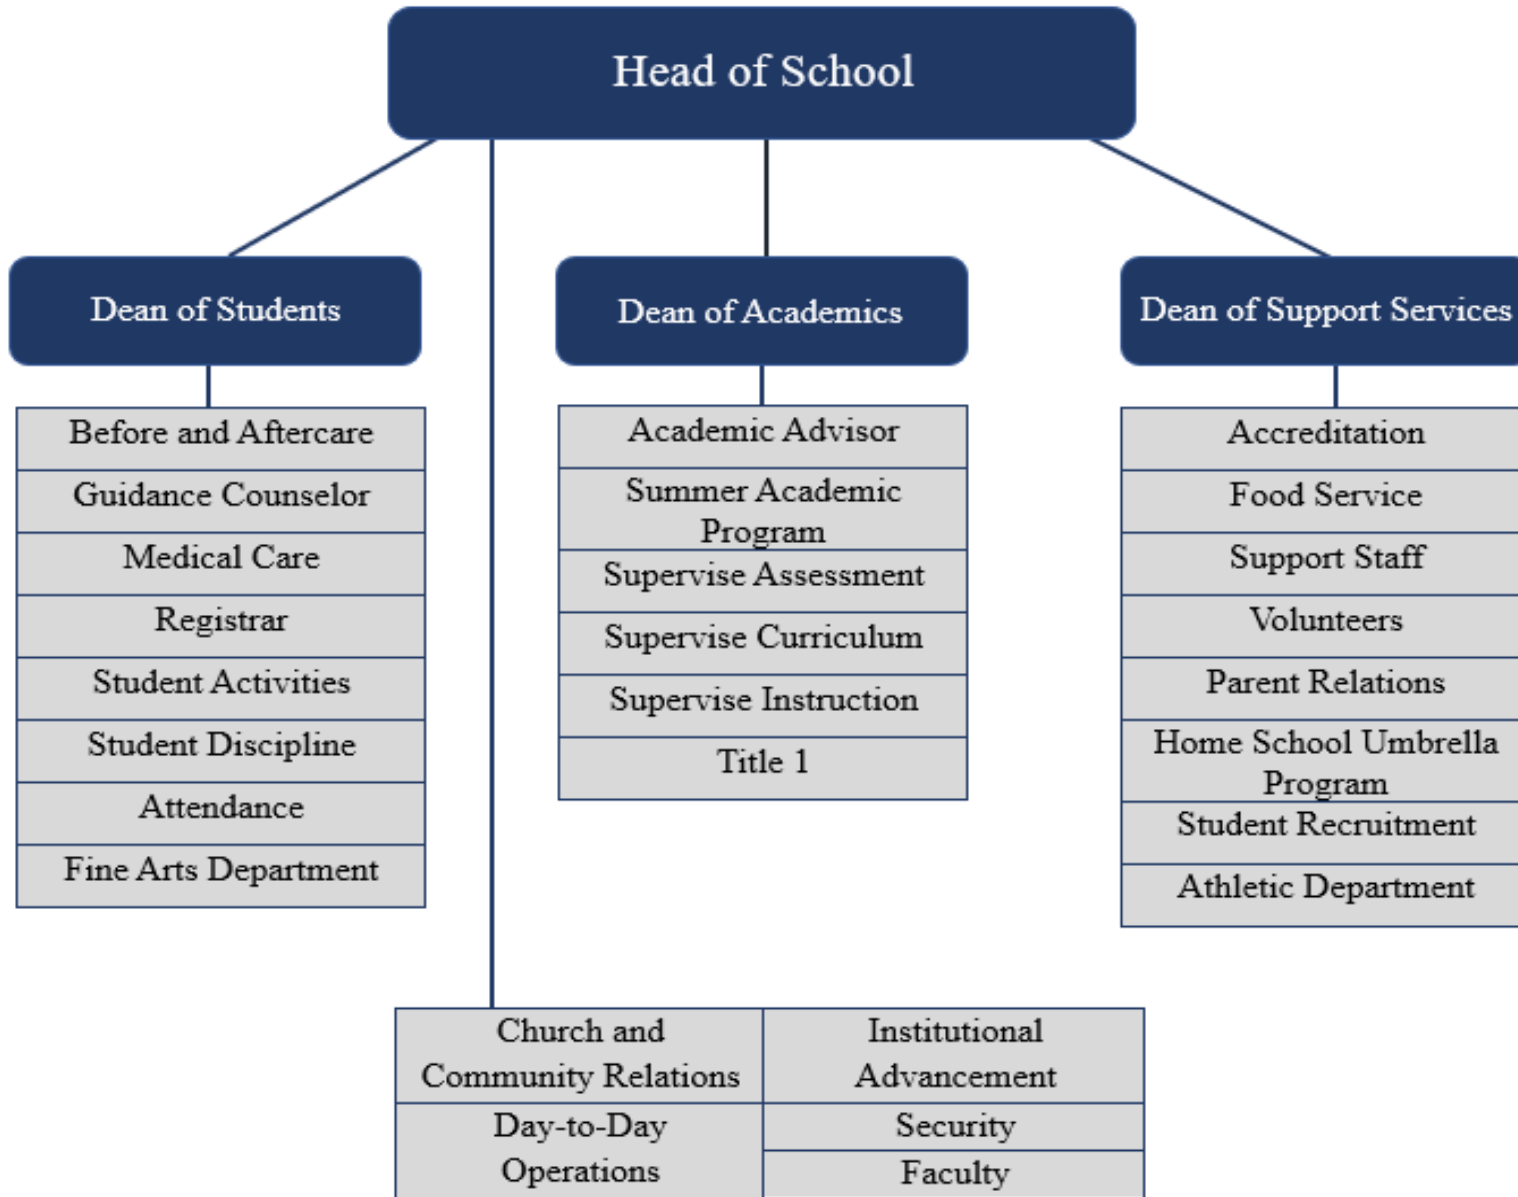 Head of School
Dean of Students
Dean of Academics
Dean of Support Services
Before and Aftercare
Guidance Counselor
Medical Care
Registrar
Student Activities
Student Discipline
Attendance
Fine Arts Department
Academic Advisor
Summer Academic
Program
Supervise Assessment
Supervise Curriculum
Supervise Instruction
Title 1
Accreditation
Food Service
Support Staff
Volunteers
Parent Relations
Home School Umbrella
Program
Student Recruitment
Athletic Department
Church and
Community Relations
Day-to-Day
Operations
Institutional
Advancement
Security
Faculty